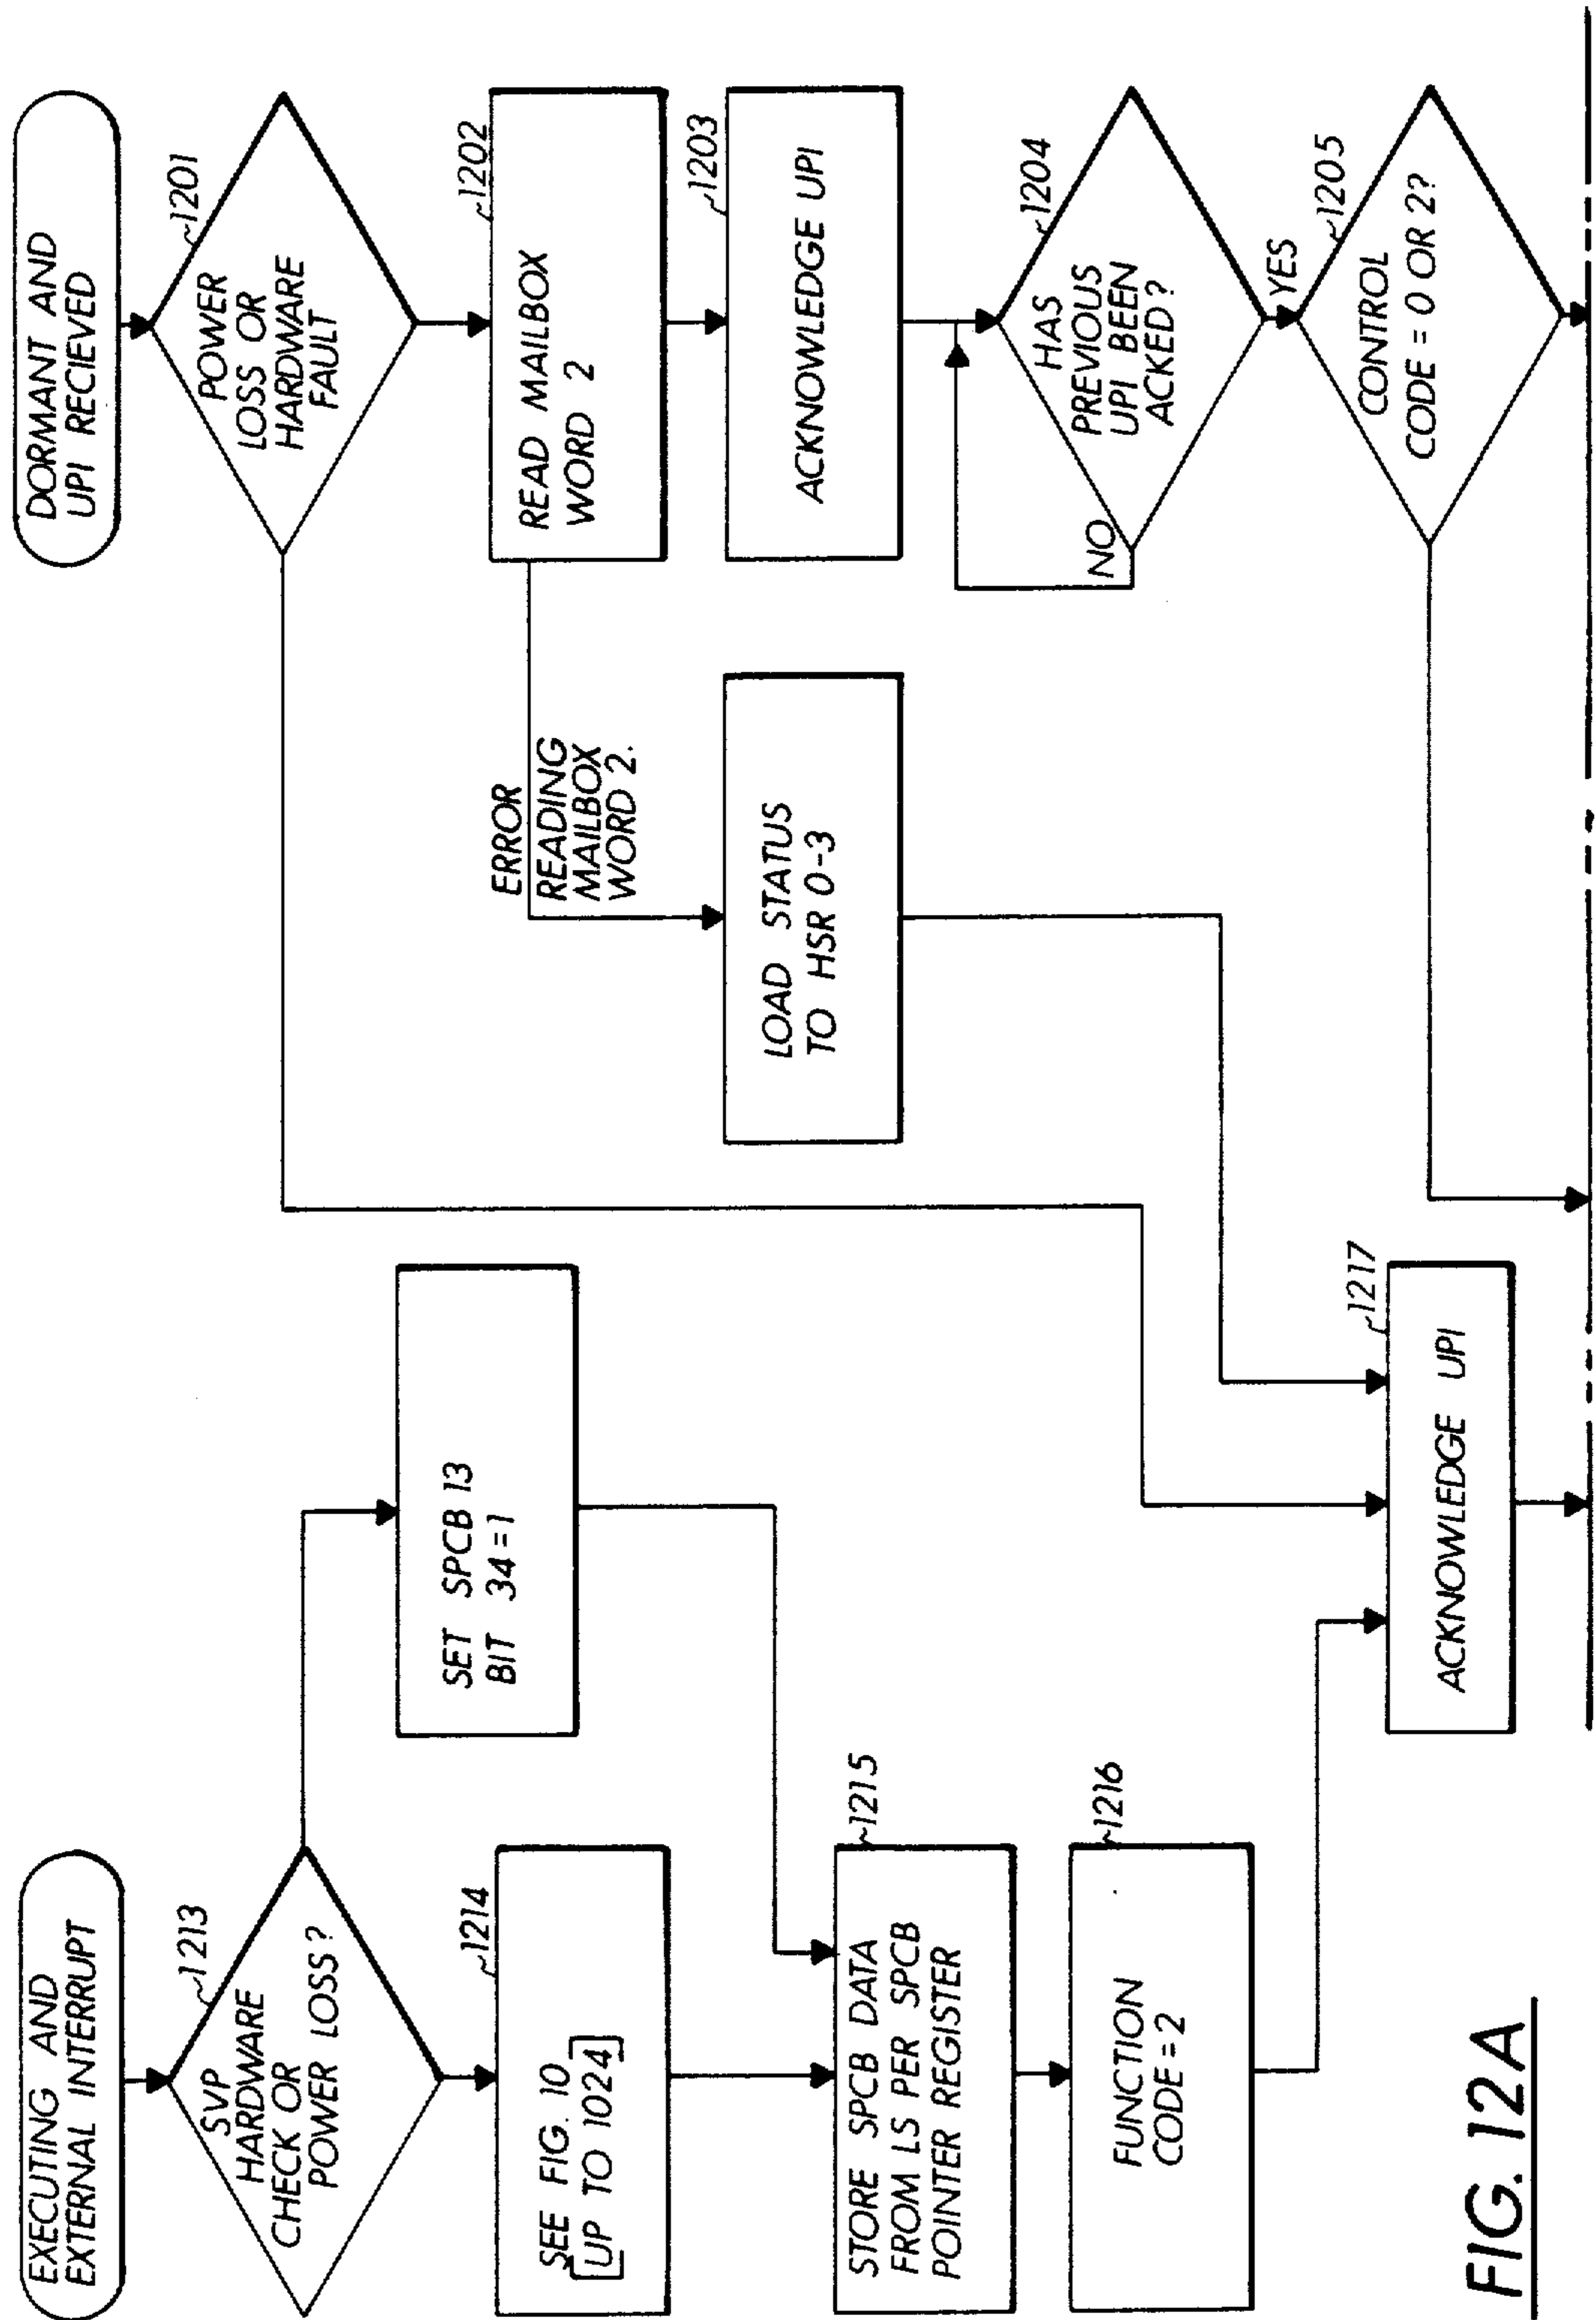 EXECUTING AND
EXTERNAL INTERRUPT
1213
SVP
HARDWARE
CHECK OR
POWER LOSS?
1214
SEE FIG. 10
[UP TO 1024]
SET SPCB 13
BIT 34=1
1215
STORE SPCB DATA
FROM LS PER SPCB
POINTER REGISTER
1216
FUNCTION
CODE=2
1217
ACKNOWLEDGE UPI
DORMANT AND
UPI RECIEVED
1201
POWER
LOSS OR
HARDWARE
FAULT
1202
READ MAILBOX
WORD 2
ERROR
READING
MAILBOX
WORD 2.
LOAD STATUS
TO HSR 0-3
1203
ACKNOWLEDGE UPI
1204
HAS
PREVIOUS
UPI BEEN
ACKED?
NO
YES
1205
CONTROL
CODE = 0 OR 2?
FIG. 12A